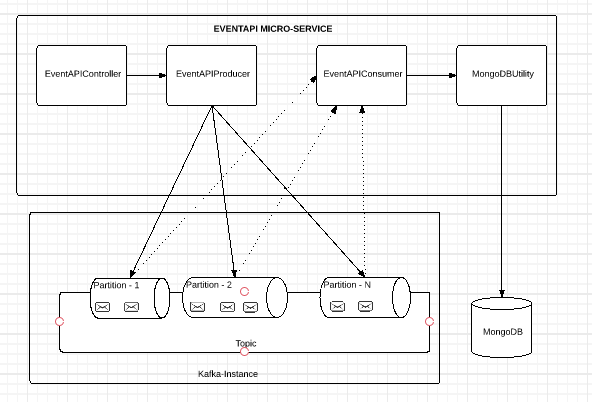 EVENTAPI MICRO-SERVICE
EventAPIController
EventAPIProducer
EventAPIConsumer
MongoDBUtility
Partition - 1
Partition - 2
Partition - N
MongoDB
Topic
Kafka-Instance